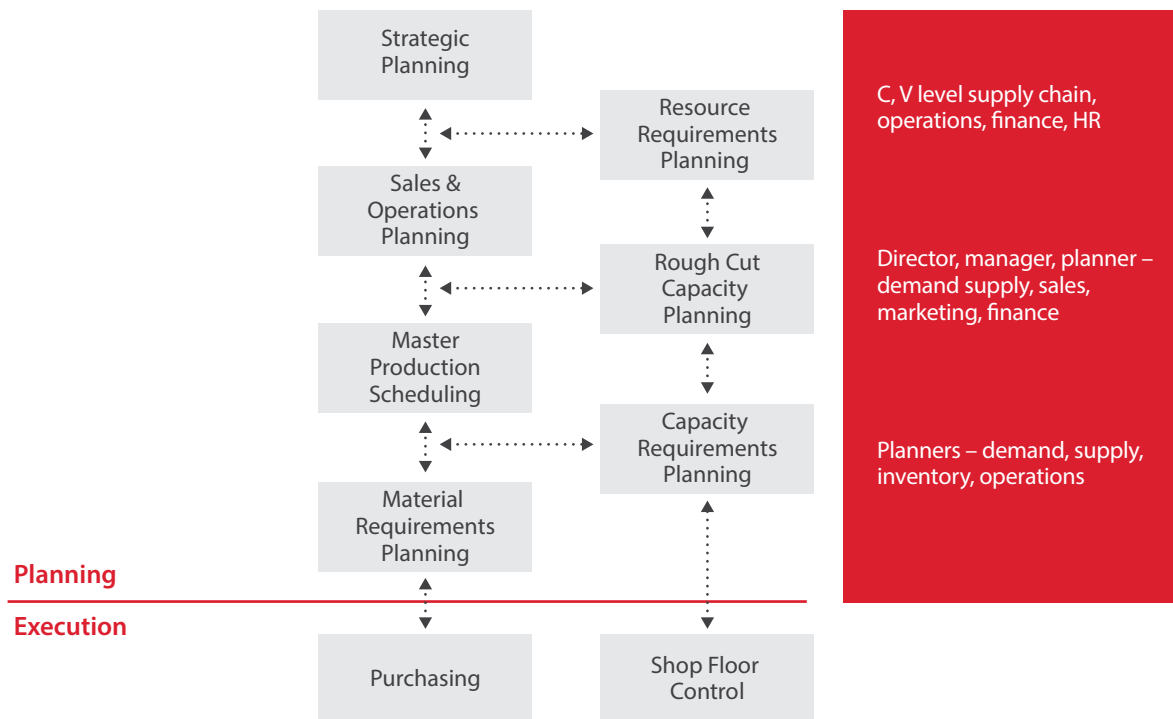 Strategic
Planning
Resource
Requirements
Planning
C, V level supply chain,
operations, finance, HR
Sales &
Operations
Planning
Rough Cut
Capacity
Planning
Director, manager, planner –
demand supply, sales,
marketing, finance
Master
Production
Scheduling
Capacity
Requirements
Planning
Planners – demand, supply,
inventory, operations
Material
Requirements
Planning
Planning
Execution
Purchasing
Shop Floor
Control